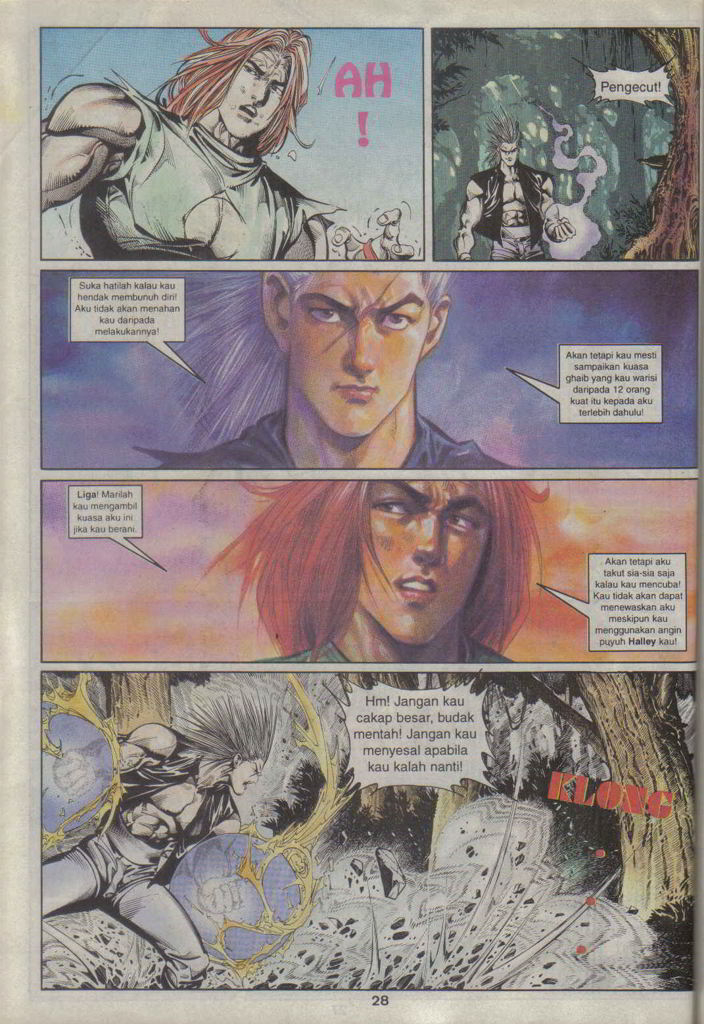 AH
!
Pengecut!
Suka hatilah kalau kau
hendak membunuh diri!
Aku tidak akan menahan
kau daripada
melakukannya!
Akan tetapi kau mesti
sampaikan kuasa
ghaib yang kau warisi
daripada 12 orang
kuat itu kepada aku
terlebih dahulu!
Liga! Marilah
kau mengambil
kuasa aku ini
jika kau berani.
Akan tetapi aku
takut sia-sia saja
kalau kau mencuba!
Kau tidak akan dapat
menewaskan aku
meskipun kau
menggunakan angin
puyuh Halley kau!
Hm! Jangan kau
cakap besar, budak
mentah! Jangan kau
menyesal apabila
kau kalah nanti!
KLONG
28